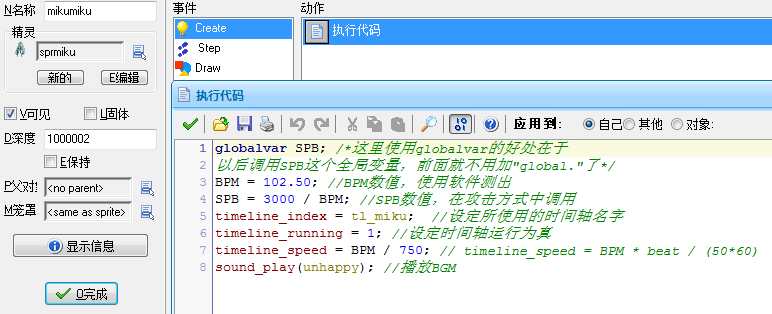 N名称 mikumiku
精灵
sprmiku
新的 E编辑
V可见 L固体
D深度 1000002
E保持
P父对: <no parent>
M笼罩 <same as sprite>
显示信息
O完成
事件
Create
Step
Draw
动作
执行代码
执行代码
应用到: 自己 其他 对象:
1 globalvar SPB; /*这里使用globalvar的好处在于
2 以后调用SPB这个全局变量，前面就不用加"global."了*/
3 BPM = 102.50; //BPM数值，使用软件测出
4 SPB = 3000 / BPM; //SPB数值，在攻击方式中调用
5 timeline_index = tl_miku; //设定所使用的时间轴名字
6 timeline_running = 1; //设定时间轴运行为真
7 timeline_speed = BPM / 750; // timeline_speed = BPM * beat / (50*60)
8 sound_play(unhappy); //播放BGM